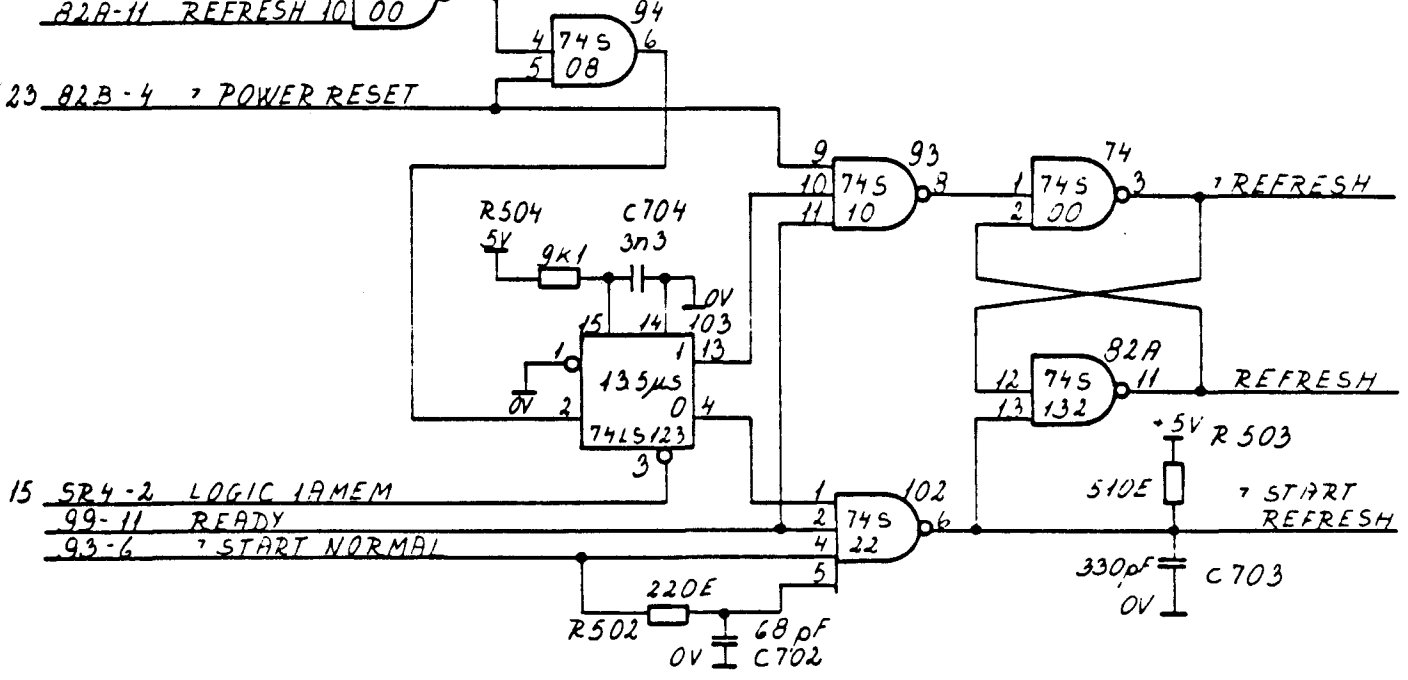 82A-11 REFRESH 10 00
94
4 74S 6
5 08
23 82B-4 ┐ POWER RESET
9 93
10 74S 8
11 10
74
1 74S 3 ┐ REFRESH
2 00
R504 C704
5V 3n3
9k1
0V
15 14 103
1 1 13
13.5µs
0V
2 0 4
74LS123
3
82A
12 74S 11 REFRESH
13 132
+5V R503
510E
15 SR4-2 LOGIC 1AMEM
99-11 READY
93-6 ┐ START NORMAL
1 102
2 74S 6
4 22
5
┐ START
REFRESH
330pF C703
0V
220E
R502
68pF
0V C702